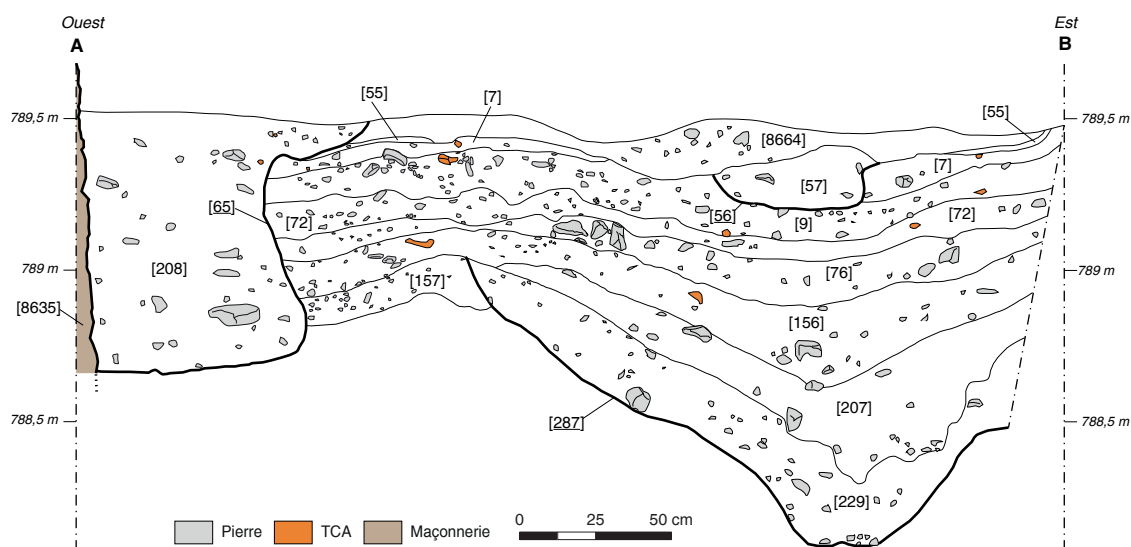 Ouest
Est
A
B
[55]
[7]
[55]
789,5 m
789,5 m
[8664]
[7]
[57]
[65]
[72]
[56]
[9]
[72]
[208]
789 m
789 m
[157]
[76]
[8635]
[156]
[207]
788,5 m
788,5 m
[287]
[229]
Pierre
TCA
Maçonnerie
0 25 50 cm